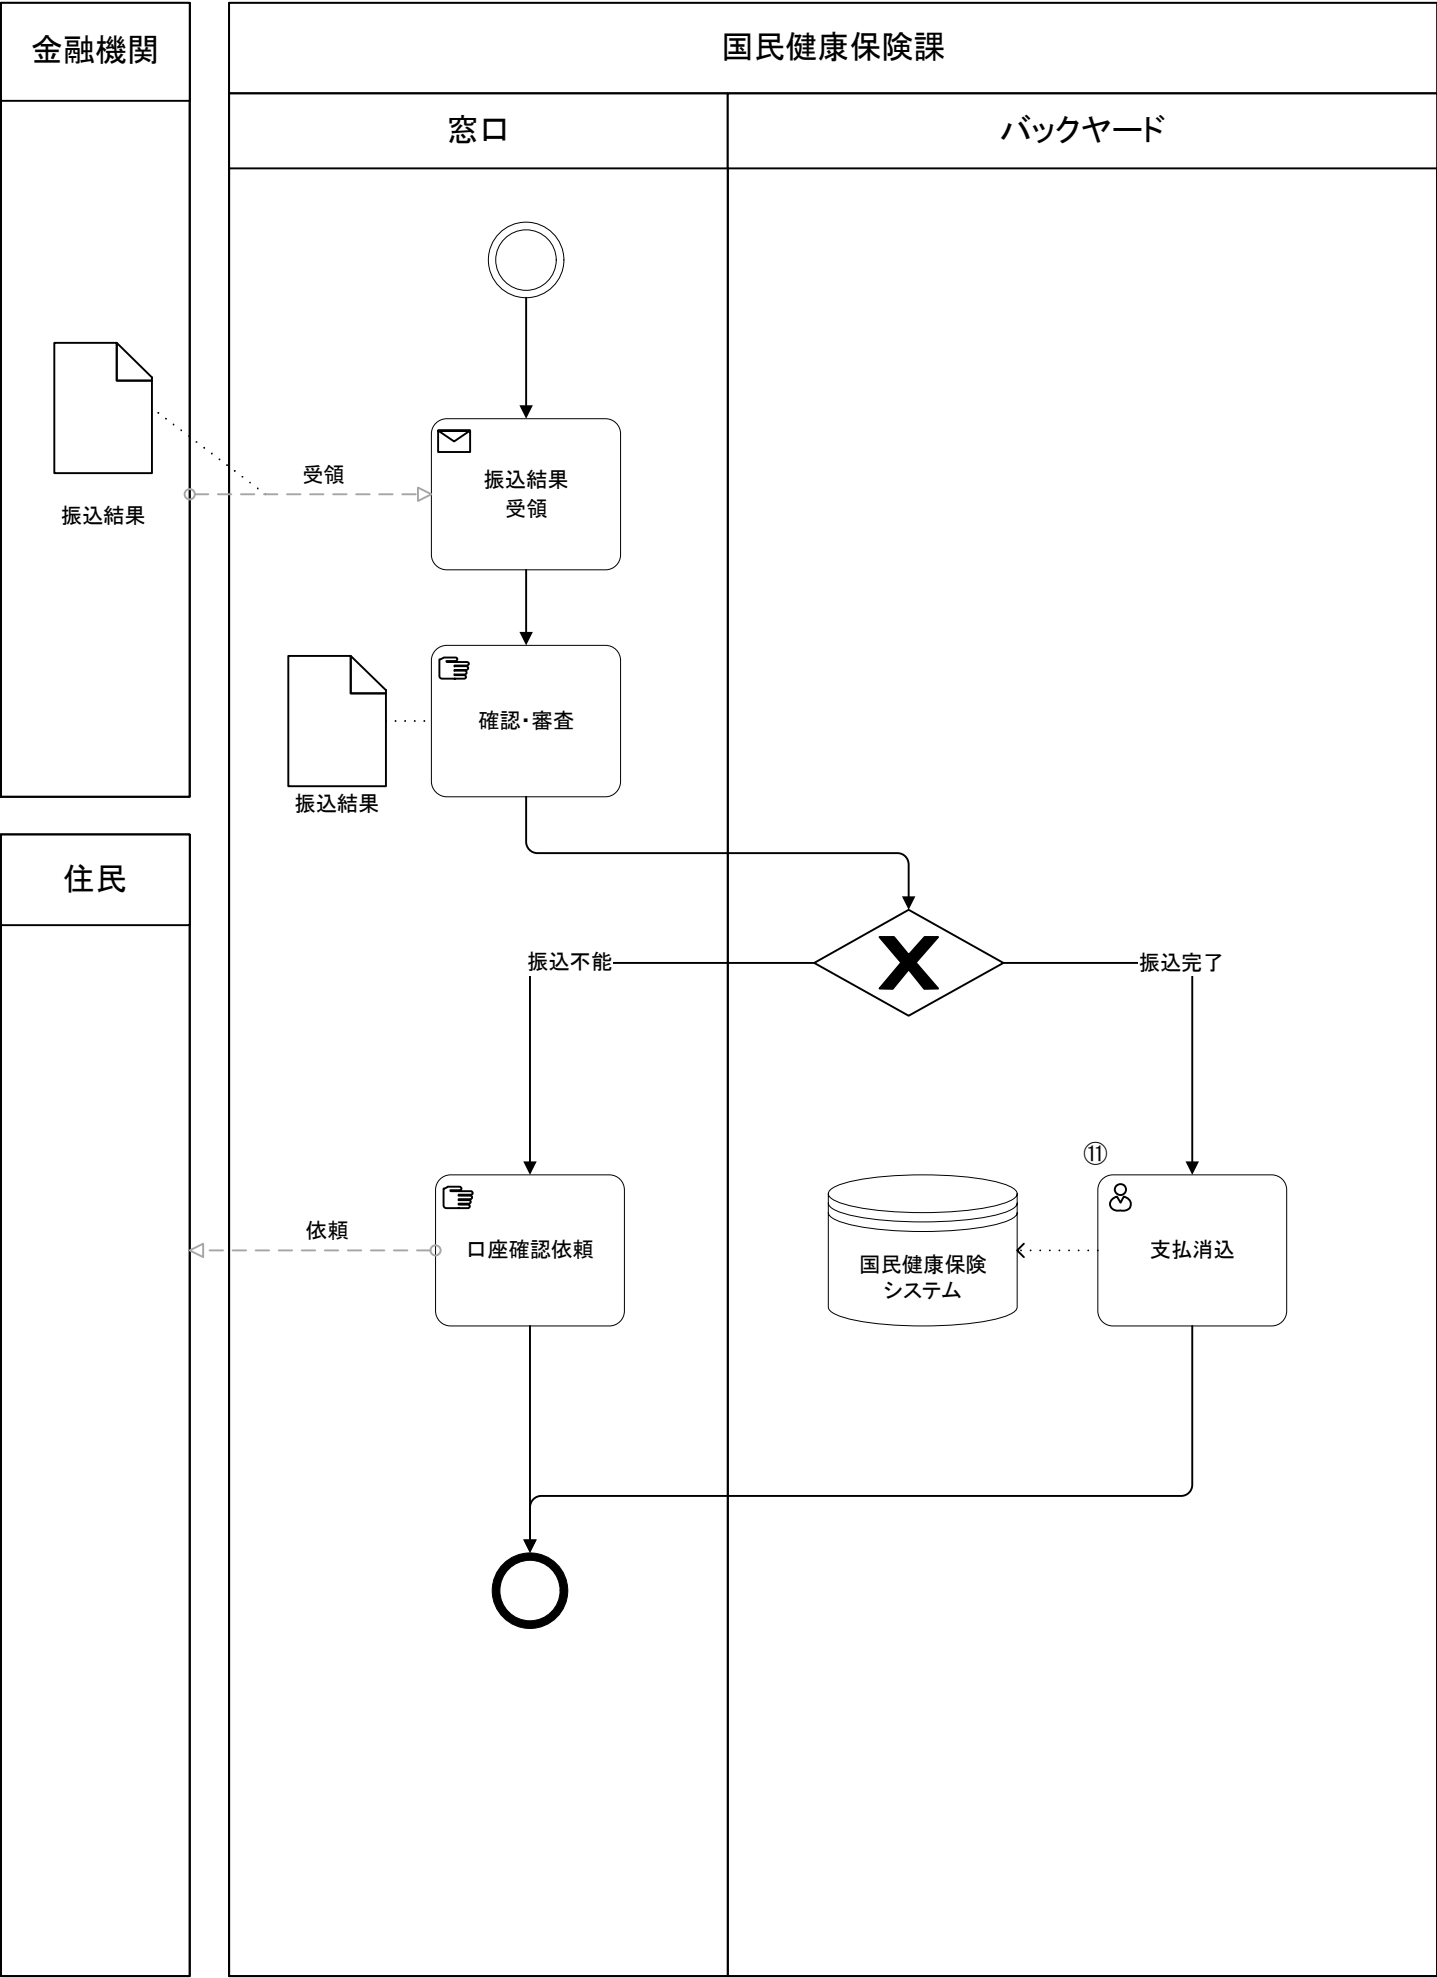 金融機関
国民健康保険課
窓口
バックヤード
受領
振込結果
受領
振込結果
確認・審査
振込結果
住民
振込不能
振込完了
⑪
依頼
口座確認依頼
国民健康保険
システム
支払消込